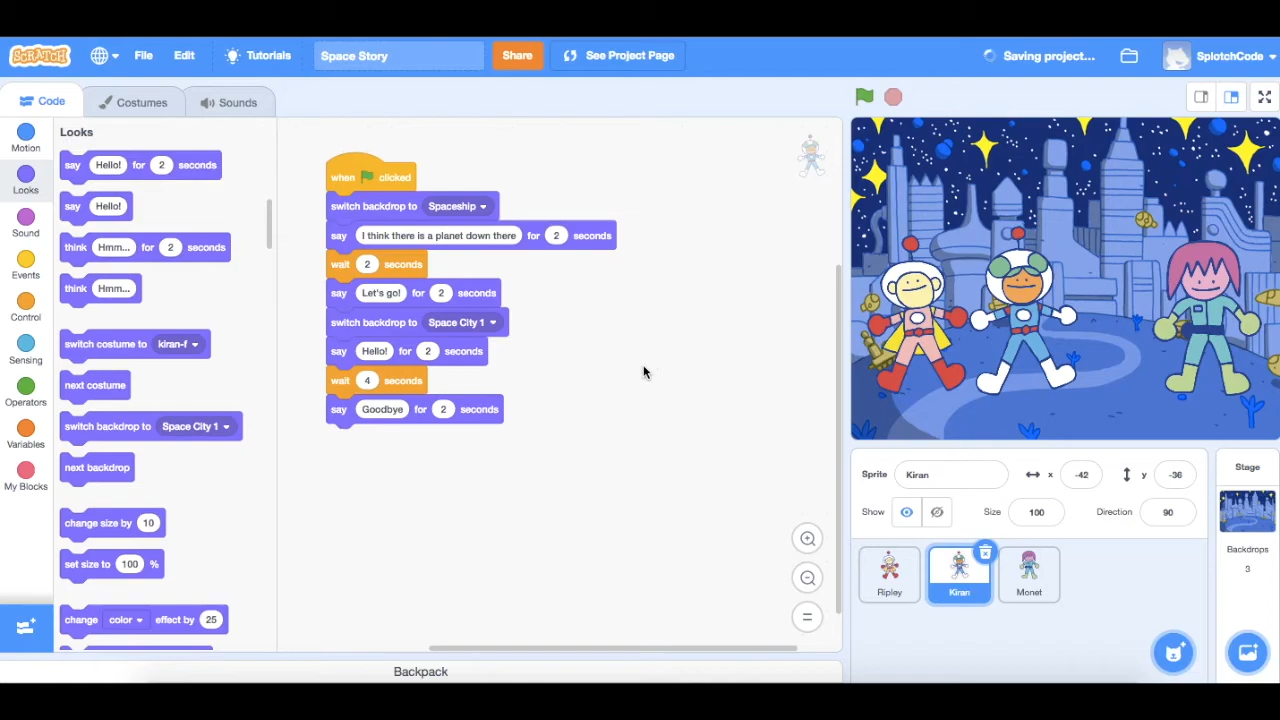 SCRATCH File Edit Tutorials Space Story Share See Project Page Saving project... SplotchCode
Code Costumes Sounds
Motion
Looks
Sound
Events
Control
Sensing
Operators
Variables
My Blocks
Looks
say Hello! for 2 seconds
say Hello!
think Hmm... for 2 seconds
think Hmm...
switch costume to kiran-f
next costume
switch backdrop to Space City 1
next backdrop
change size by 10
set size to 100 %
change color effect by 25
when clicked
switch backdrop to Spaceship
say I think there is a planet down there for 2 seconds
wait 2 seconds
say Let's go! for 2 seconds
switch backdrop to Space City 1
say Hello! for 2 seconds
wait 4 seconds
say Goodbye for 2 seconds
Backpack
Sprite Kiran x -42 y -36
Show Size 100 Direction 90
Ripley Kiran Monet
Stage
Backdrops
3